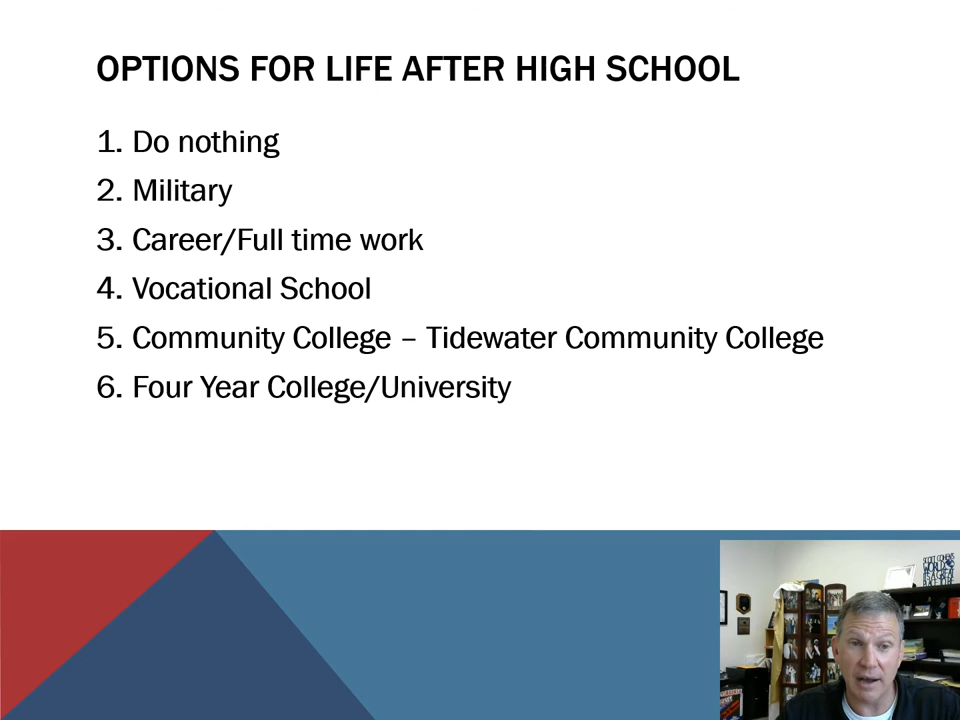 OPTIONS FOR LIFE AFTER HIGH SCHOOL
1. Do nothing
2. Military
3. Career/Full time work
4. Vocational School
5. Community College – Tidewater Community College
6. Four Year College/University